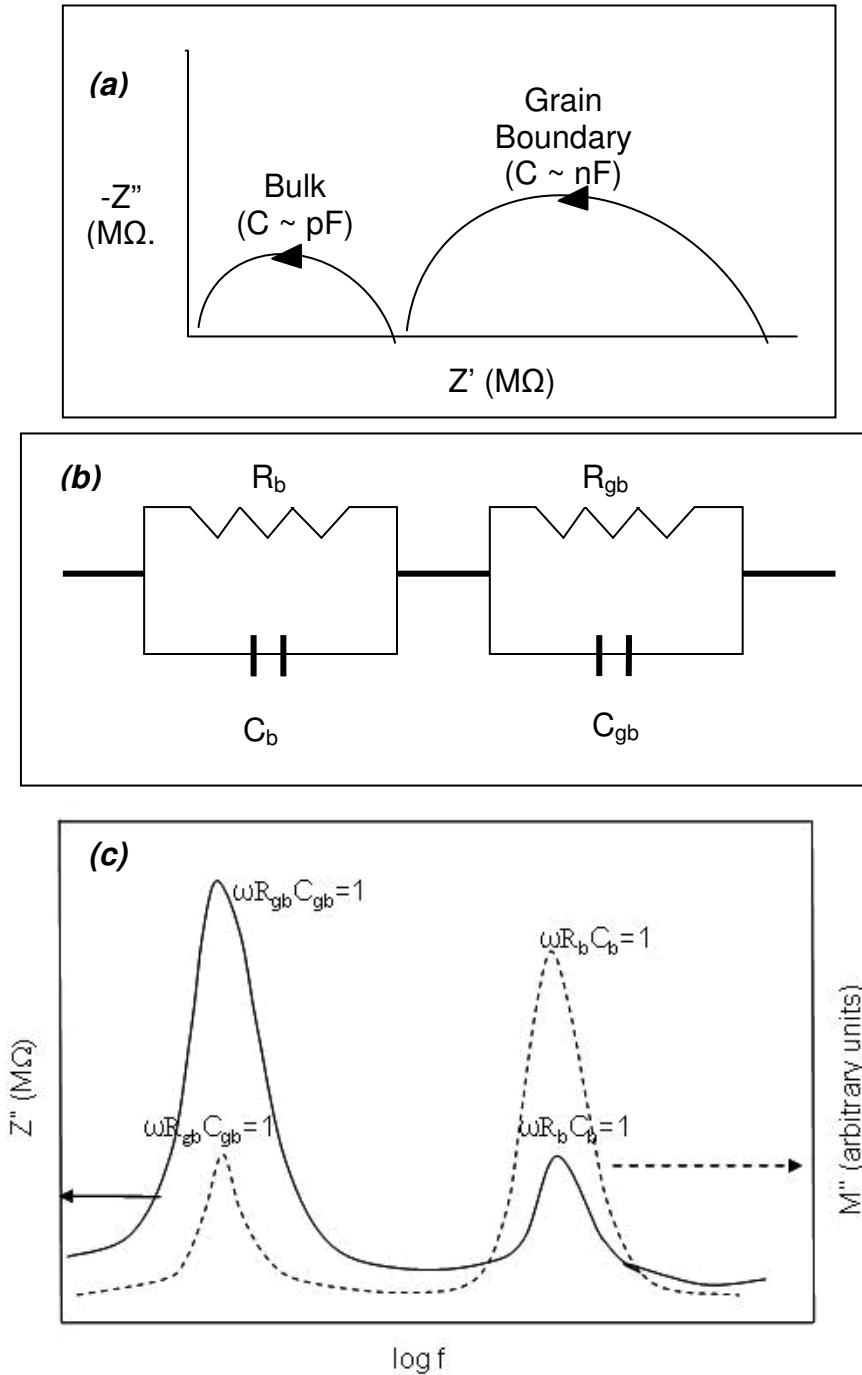 (a)
Grain
Boundary
(C ~ nF)
Bulk
(C ~ pF)
-Z"
(MΩ.
Z' (MΩ)
(b)
R_b
R_gb
C_b
C_gb
(c)
ωR_gbC_gb=1
ωR_bC_b=1
ωR_gbC_gb=1
ωR_bC_b=1
Z" (MΩ)
M" (arbitrary units)
log f